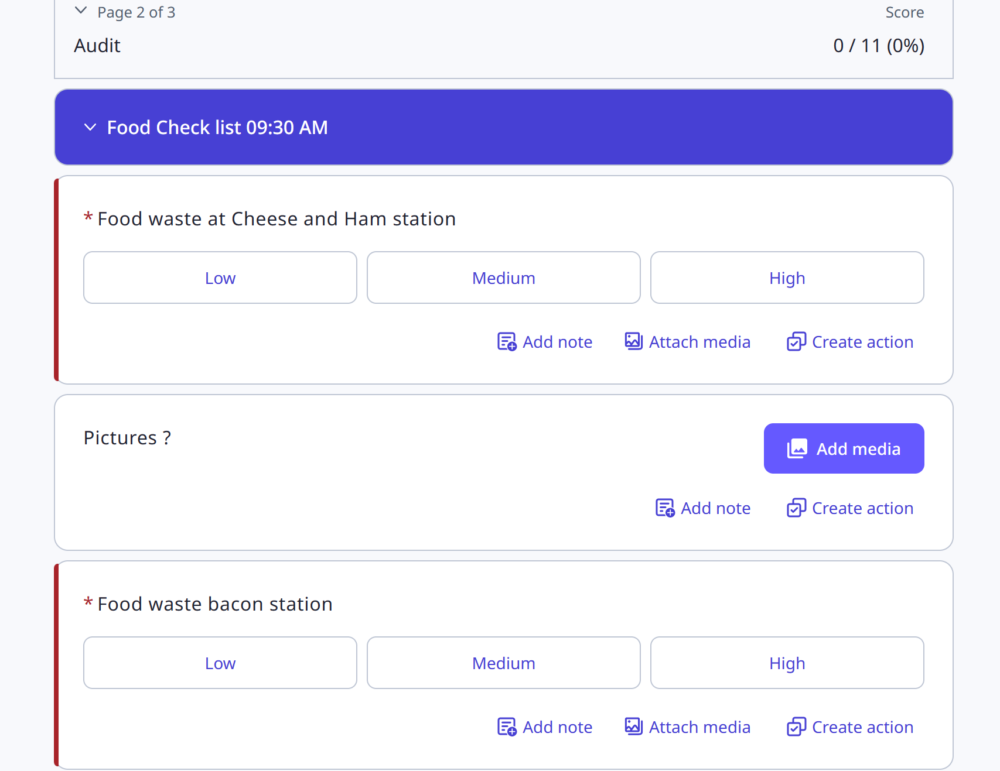 Page 2 of 3 Score
Audit 0 / 11 (0%)
Food Check list 09:30 AM
* Food waste at Cheese and Ham station
Low Medium High
Add note Attach media Create action
Pictures ? Add media
Add note Create action
* Food waste bacon station
Low Medium High
Add note Attach media Create action